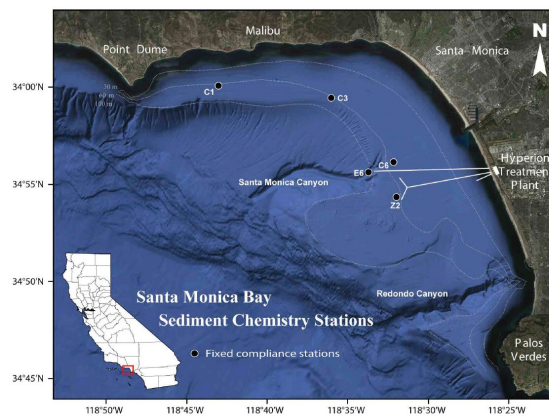 Malibu
Point Dume
Santa Monica
N
34°00'N
30 m
60 m
100 m
C1
C3
C6
E6
Hyperion
Treatment
Plant
34°55'N
Santa Monica Canyon
Z2
34°50'N
Redondo Canyon
Santa Monica Bay
Sediment Chemistry Stations
Fixed compliance stations
Palos
Verdes
34°45'N
118°50'W
118°45'W
118°40'W
118°35'W
118°30'W
118°25'W